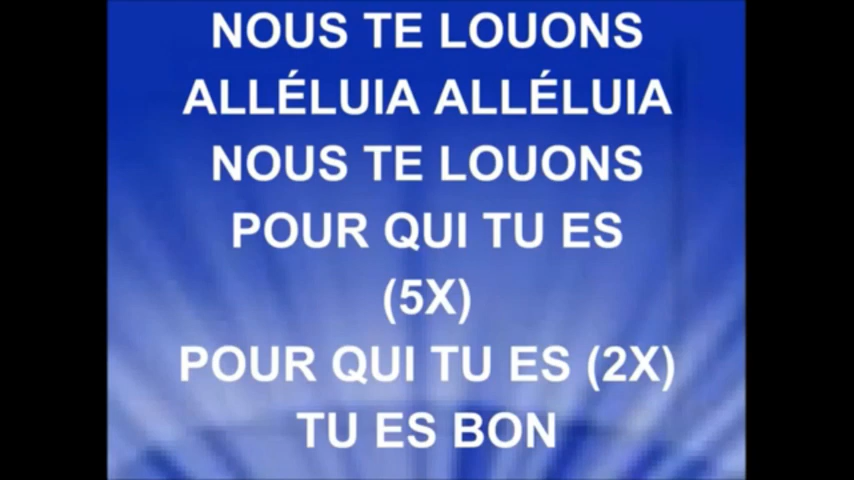 NOUS TE LOUONS
ALLÉLUIA ALLÉLUIA
NOUS TE LOUONS
POUR QUI TU ES
(5X)
POUR QUI TU ES (2X)
TU ES BON